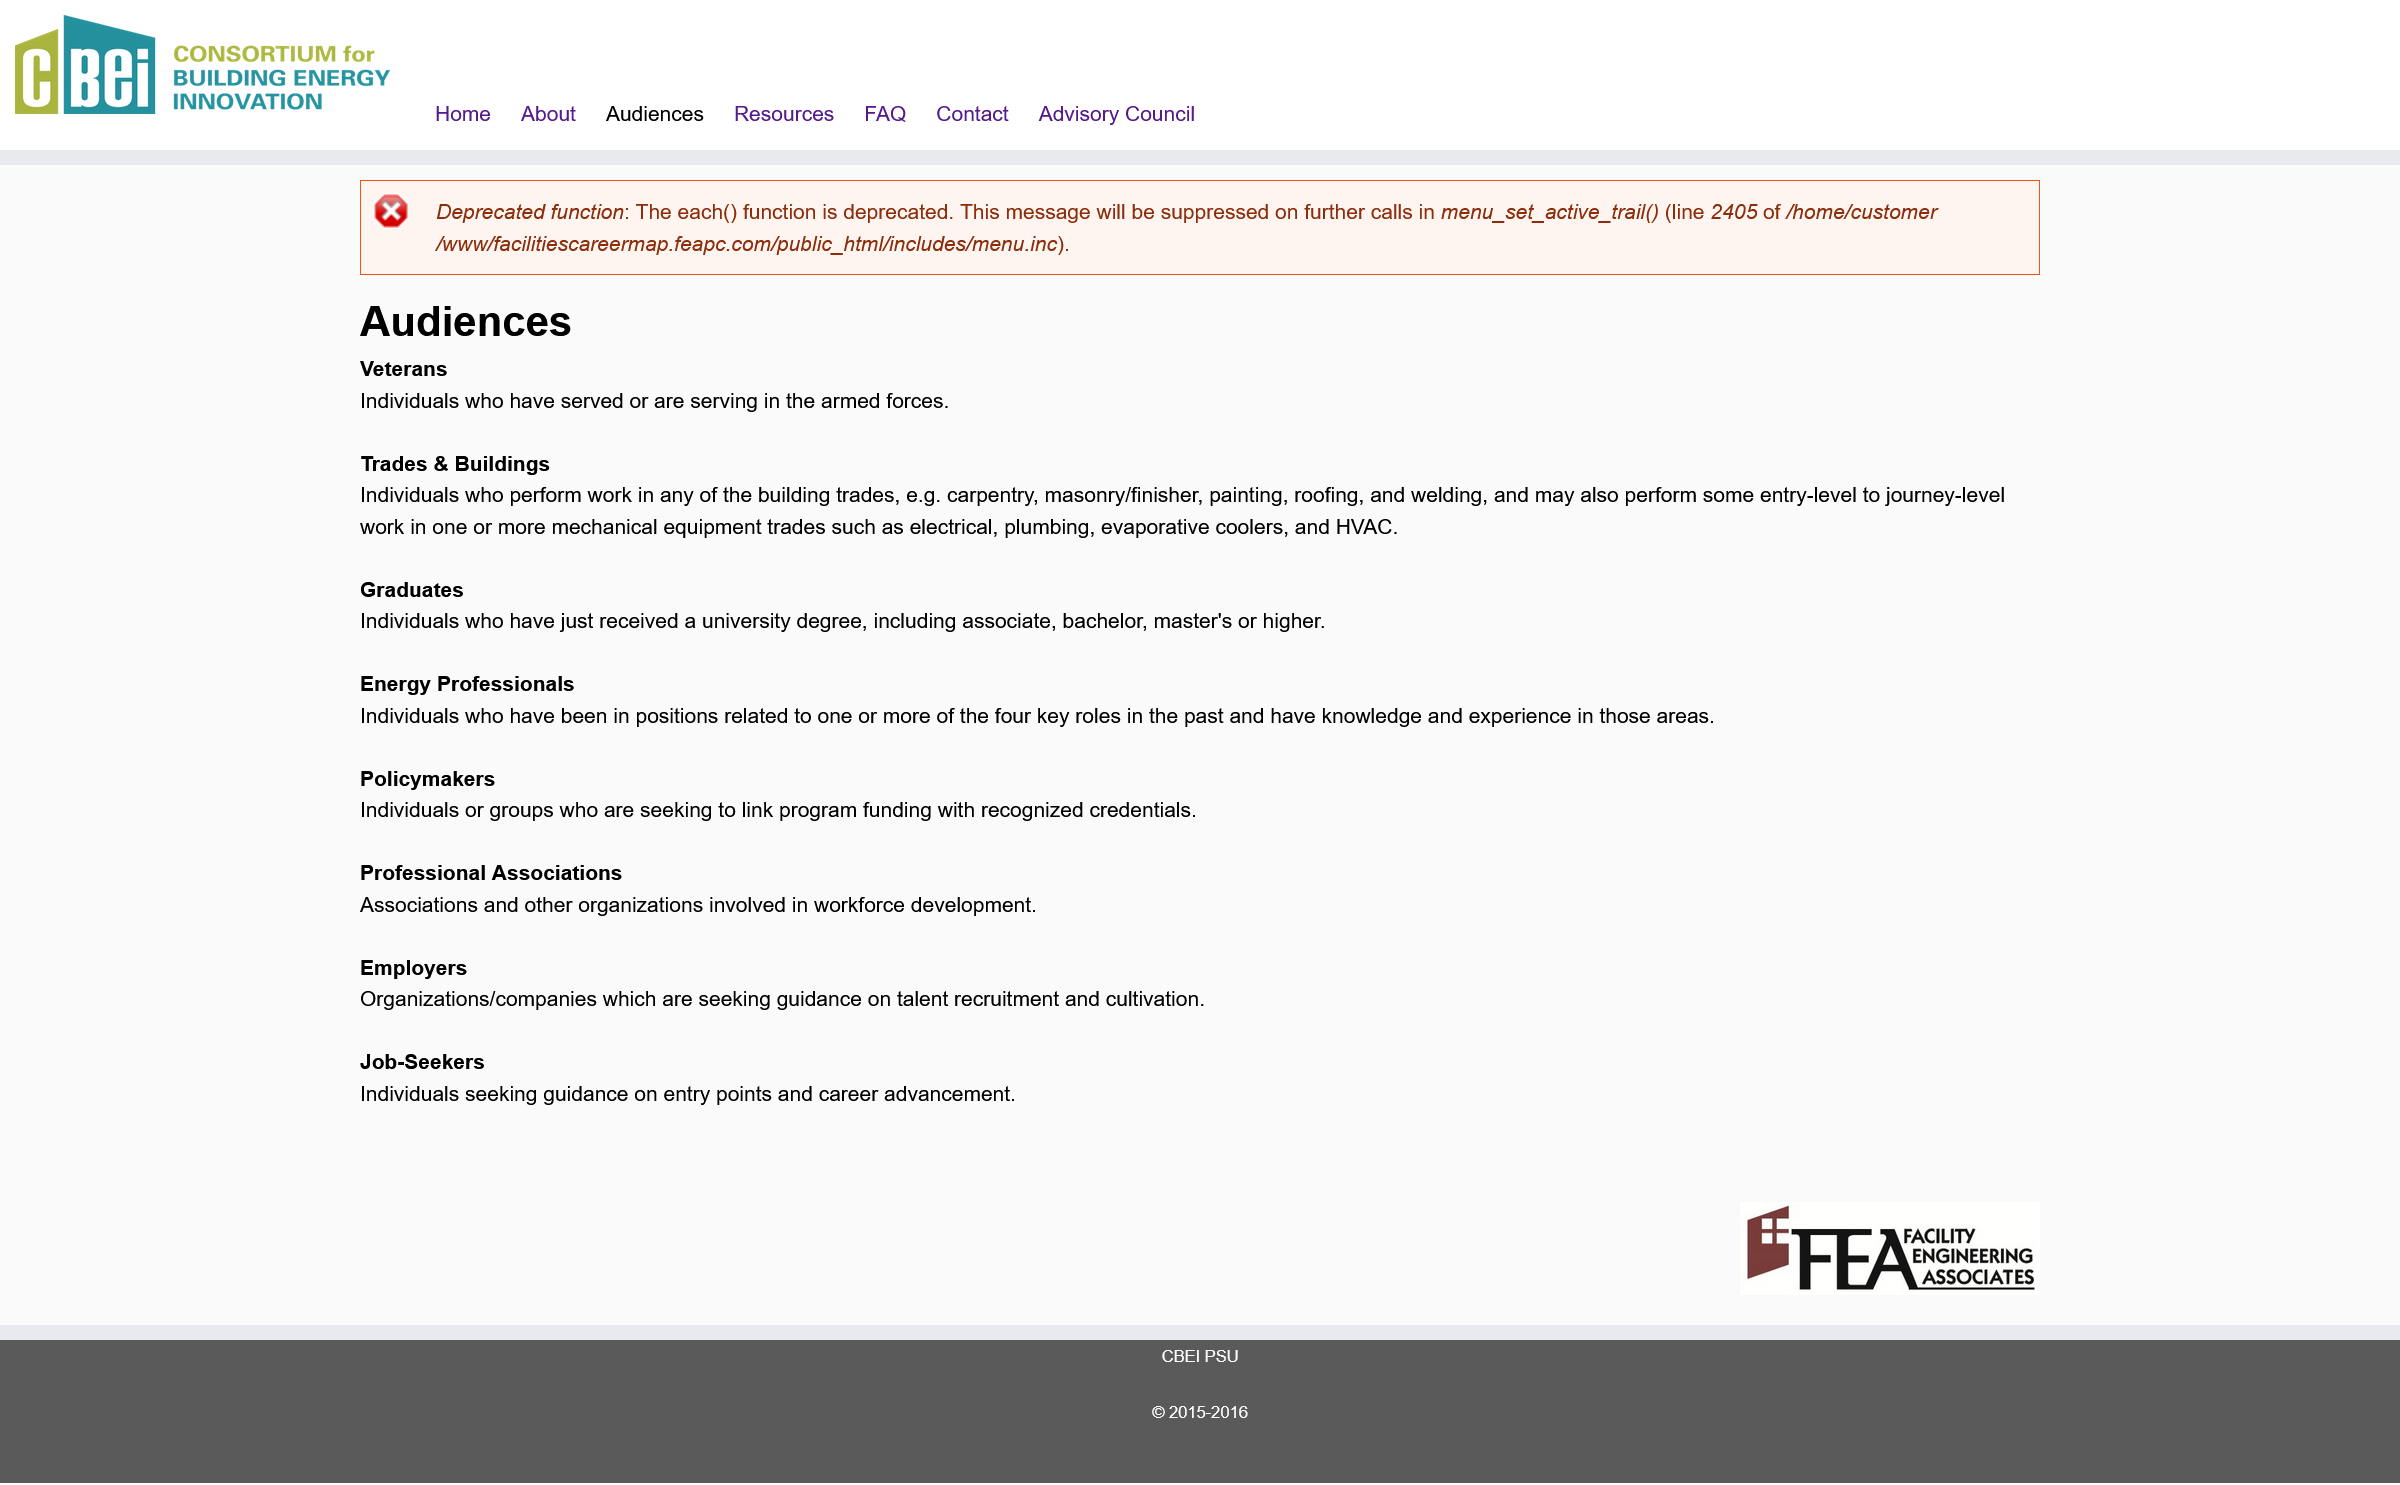 CBEi
CONSORTIUM for
BUILDING ENERGY
INNOVATION
Home About Audiences Resources FAQ Contact Advisory Council
Deprecated function: The each() function is deprecated. This message will be suppressed on further calls in menu_set_active_trail() (line 2405 of /home/customer
/www/facilitiescareermap.feapc.com/public_html/includes/menu.inc).
Audiences
Veterans
Individuals who have served or are serving in the armed forces.
Trades & Buildings
Individuals who perform work in any of the building trades, e.g. carpentry, masonry/finisher, painting, roofing, and welding, and may also perform some entry-level to journey-level
work in one or more mechanical equipment trades such as electrical, plumbing, evaporative coolers, and HVAC.
Graduates
Individuals who have just received a university degree, including associate, bachelor, master's or higher.
Energy Professionals
Individuals who have been in positions related to one or more of the four key roles in the past and have knowledge and experience in those areas.
Policymakers
Individuals or groups who are seeking to link program funding with recognized credentials.
Professional Associations
Associations and other organizations involved in workforce development.
Employers
Organizations/companies which are seeking guidance on talent recruitment and cultivation.
Job-Seekers
Individuals seeking guidance on entry points and career advancement.
FEA FACILITY
ENGINEERING
ASSOCIATES
CBEI PSU
© 2015-2016